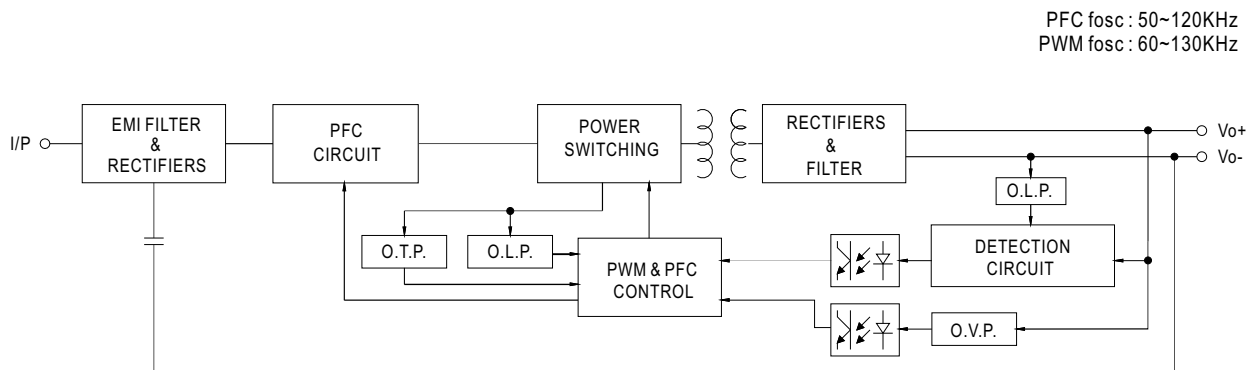 PFC fosc : 50~120KHz
PWM fosc : 60~130KHz
I/P
EMI FILTER
&
RECTIFIERS
PFC
CIRCUIT
POWER
SWITCHING
RECTIFIERS
&
FILTER
Vo+
Vo-
O.L.P.
O.T.P.
O.L.P.
PWM & PFC
CONTROL
DETECTION
CIRCUIT
O.V.P.